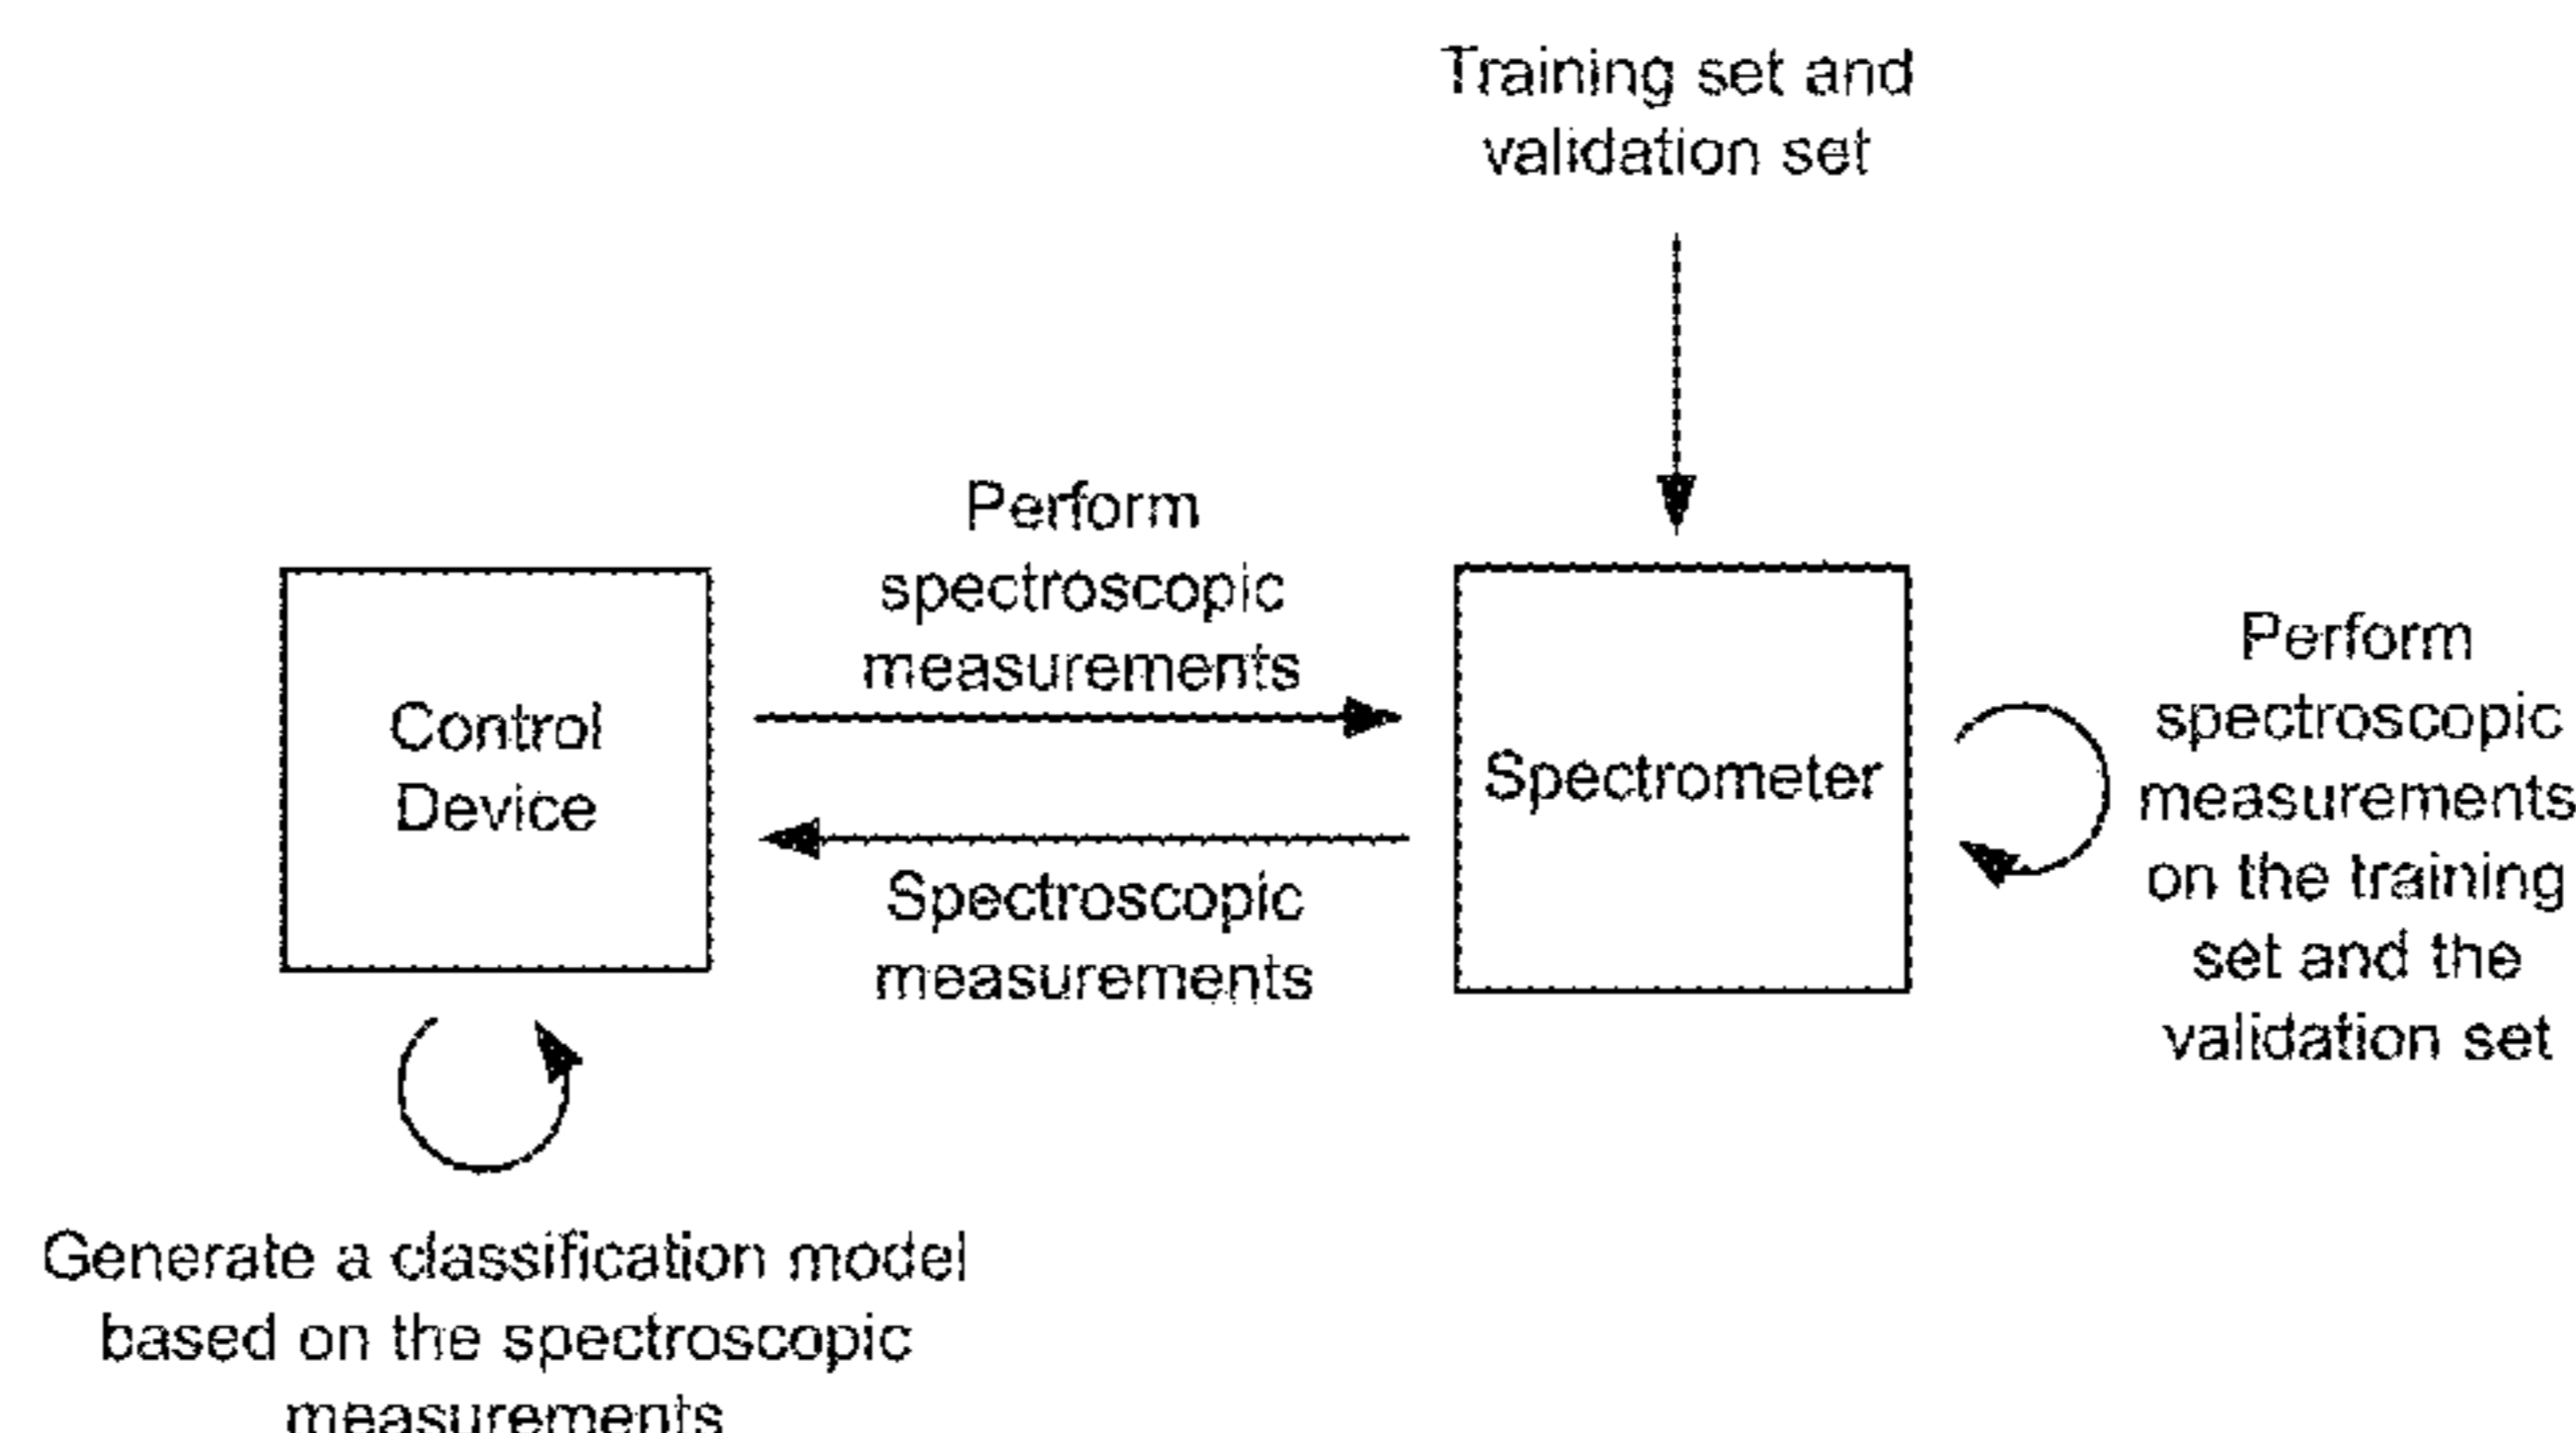 Training set and
validation set
Perform
spectroscopic
measurements
Control
Device
Spectrometer
Spectroscopic
measurements
Perform
spectroscopic
measurements
on the training
set and the
validation set
Generate a classification model
based on the spectroscopic
measurements